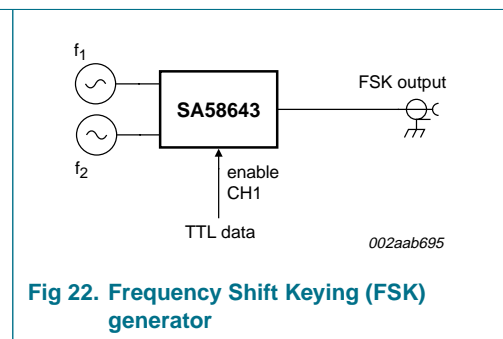 f1
SA58643
FSK output
f2
enable
CH1
TTL data
002aab695
Fig 22. Frequency Shift Keying (FSK)
generator